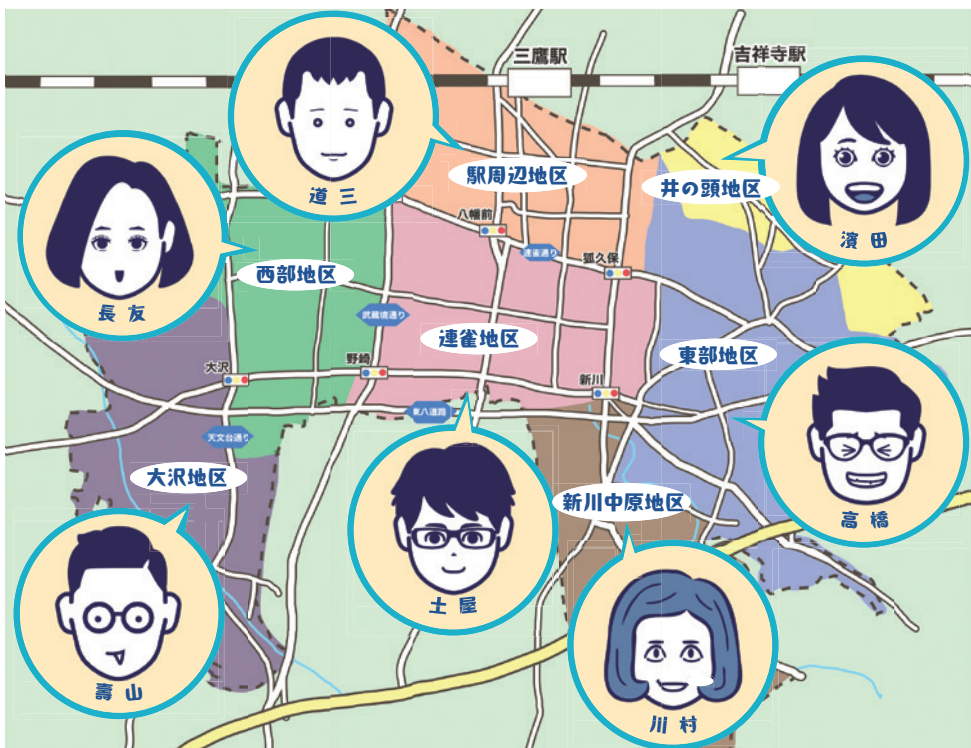 三鷹駅
吉祥寺駅
道三
駅周辺地区
井の頭地区
濱田
八幡前
連雀通り
狐久保
長友
西部地区
武蔵境通り
連雀地区
東部地区
大沢
野崎
新川
東八道路
天文台通り
大沢地区
新川中原地区
高橋
土屋
壽山
川村